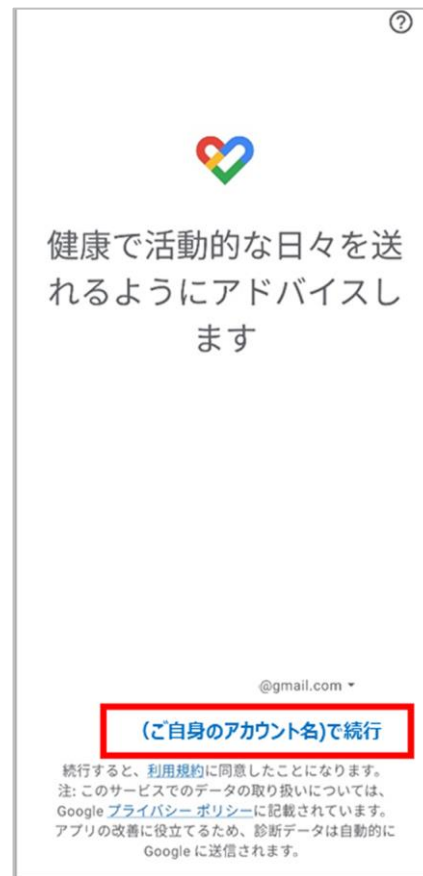 ?
健康で活動的な日々を送
れるようにアドバイスし
ます
@gmail.com
(ご自身のアカウント名)で続行
続行すると、利用規約に同意したことになります。
注: このサービスでのデータの取り扱いについては、
Google プライバシー ポリシーに記載されています。
アプリの改善に役立てるため、診断データは自動的に
Google に送信されます。